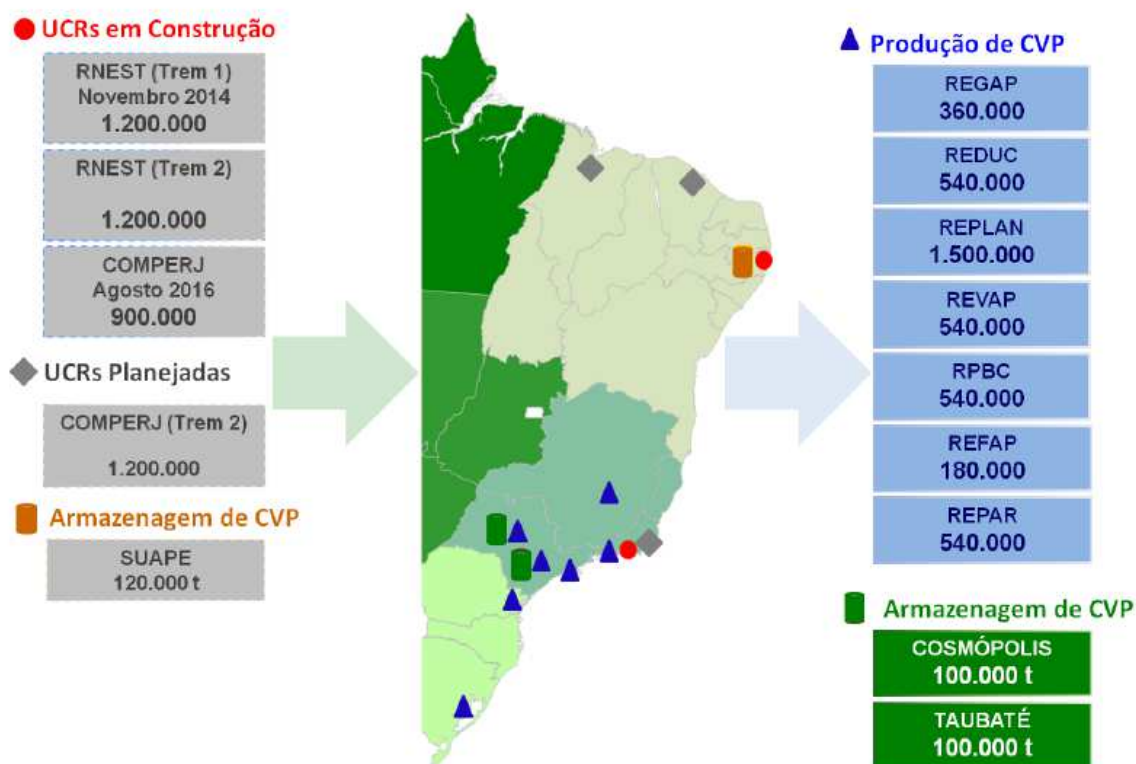 UCRs em Construção
RNEST (Trem 1)
Novembro 2014
1.200.000
RNEST (Trem 2)
1.200.000
COMPERJ
Agosto 2016
900.000
UCRs Planejadas
COMPERJ (Trem 2)
1.200.000
Armazenagem de CVP
SUAPE
120.000 t
Produção de CVP
REGAP
360.000
REDUC
540.000
REPLAN
1.500.000
REVAP
540.000
RPBC
540.000
REFAP
180.000
REPAR
540.000
Armazenagem de CVP
COSMÓPOLIS
100.000 t
TAUBATÉ
100.000 t